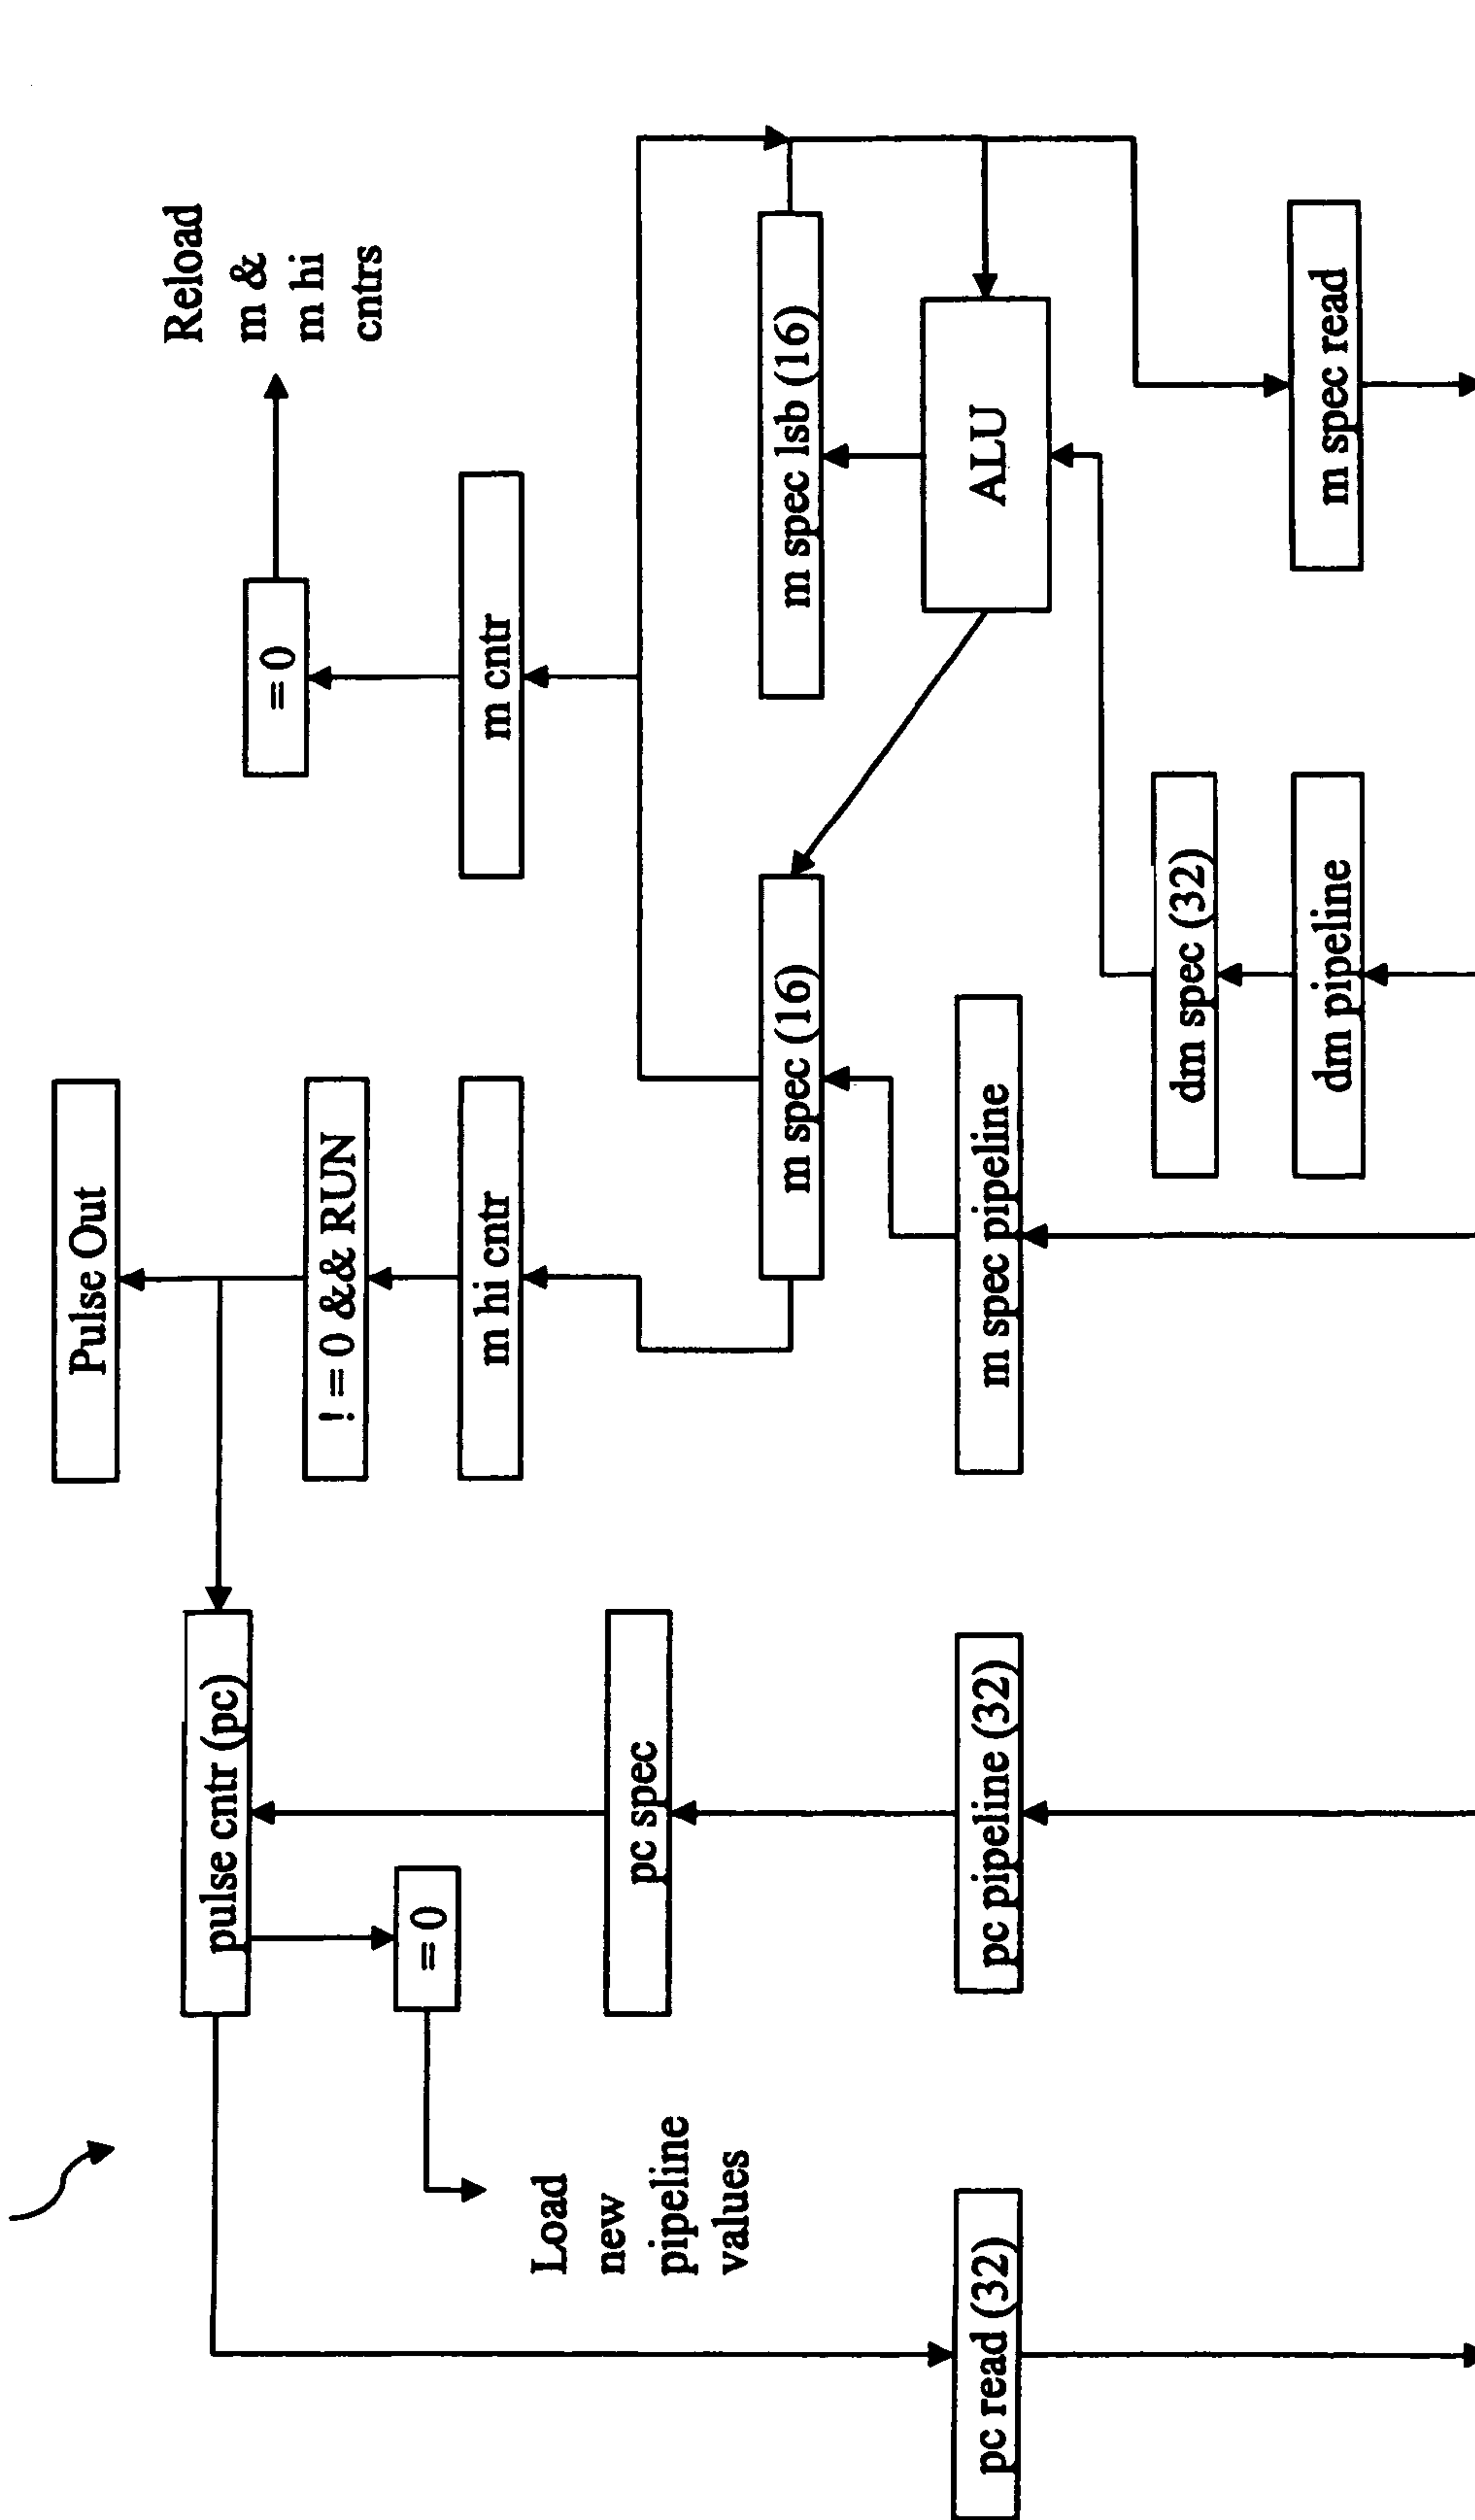 Pulse Out
pulse cntr (pc)
! = 0 && RUN
= 0
Reload
m &
m hi
cntrs
= 0
m hi cntr
m cntr
Load
new
pipeline
values
pc spec
m spec (16)
m spec lsb (16)
pc read (32)
pc pipeline (32)
m spec pipeline
ALU
dm spec (32)
dm pipeline
m spec read